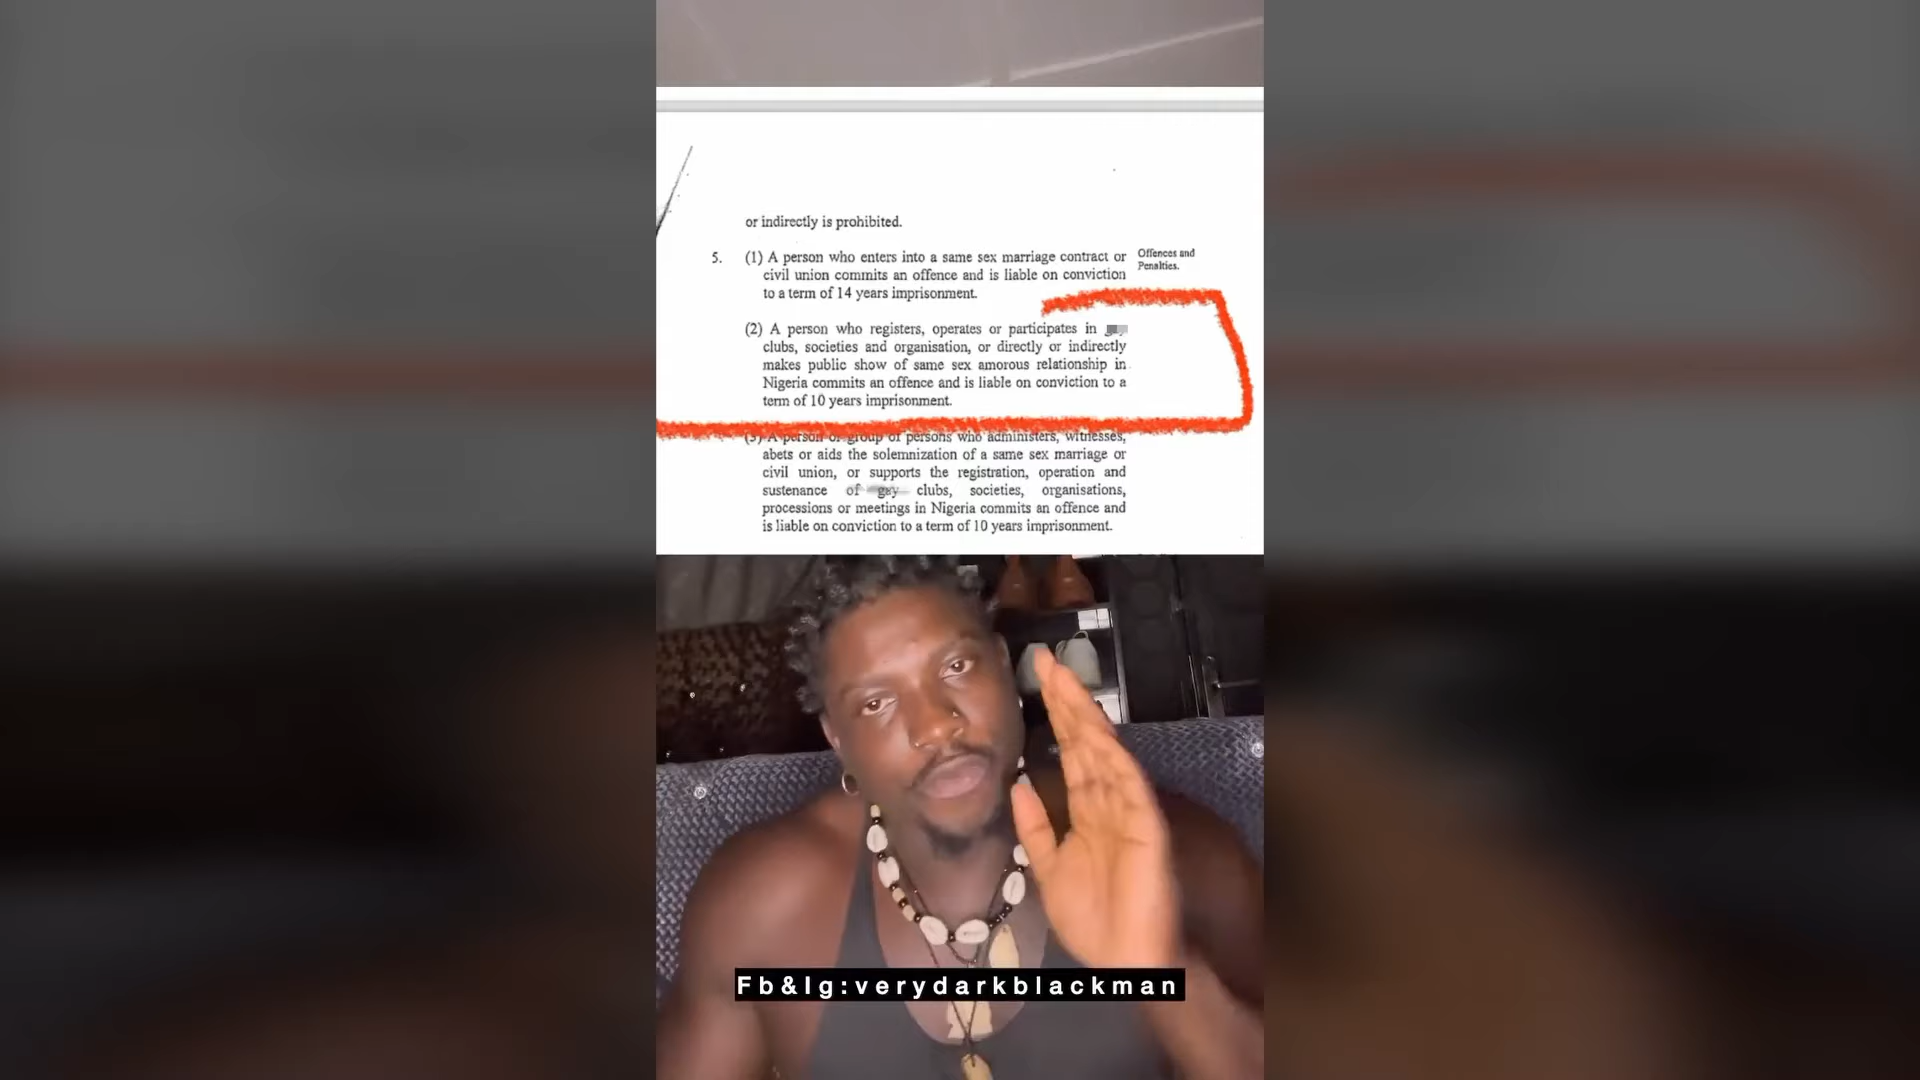 or indirectly is prohibited.
5. (1) A person who enters into a same sex marriage contract or
civil union commits an offence and is liable on conviction
to a term of 14 years imprisonment.
Offences and
Penalties.
(2) A person who registers, operates or participates in
clubs, societies and organisation, or directly or indirectly
makes public show of same sex amorous relationship in
Nigeria commits an offence and is liable on conviction to a
term of 10 years imprisonment.
(3) A person or group of persons who administers, witnesses,
abets or aids the solemnization of a same sex marriage or
civil union, or supports the registration, operation and
sustenance of gay clubs, societies, organisations,
processions or meetings in Nigeria commits an offence and
is liable on conviction to a term of 10 years imprisonment.
Fb&Ig:verydarkblackman